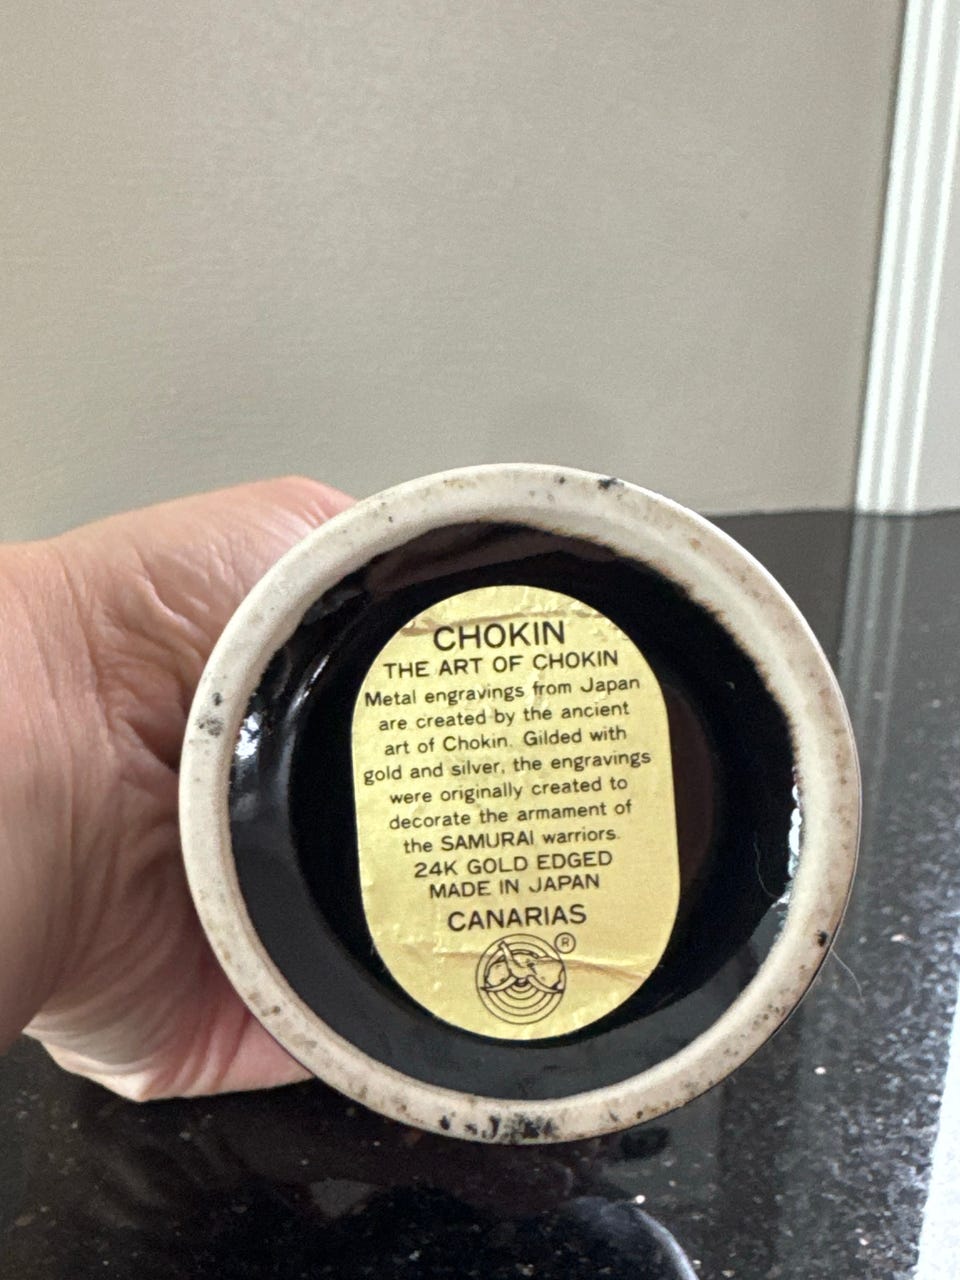 CHOKIN
THE ART OF CHOKIN
Metal engravings from Japan
are created by the ancient
art of Chokin. Gilded with
gold and silver, the engravings
were originally created to
decorate the armament of
the SAMURAI warriors.
24K GOLD EDGED
MADE IN JAPAN
CANARIAS
®